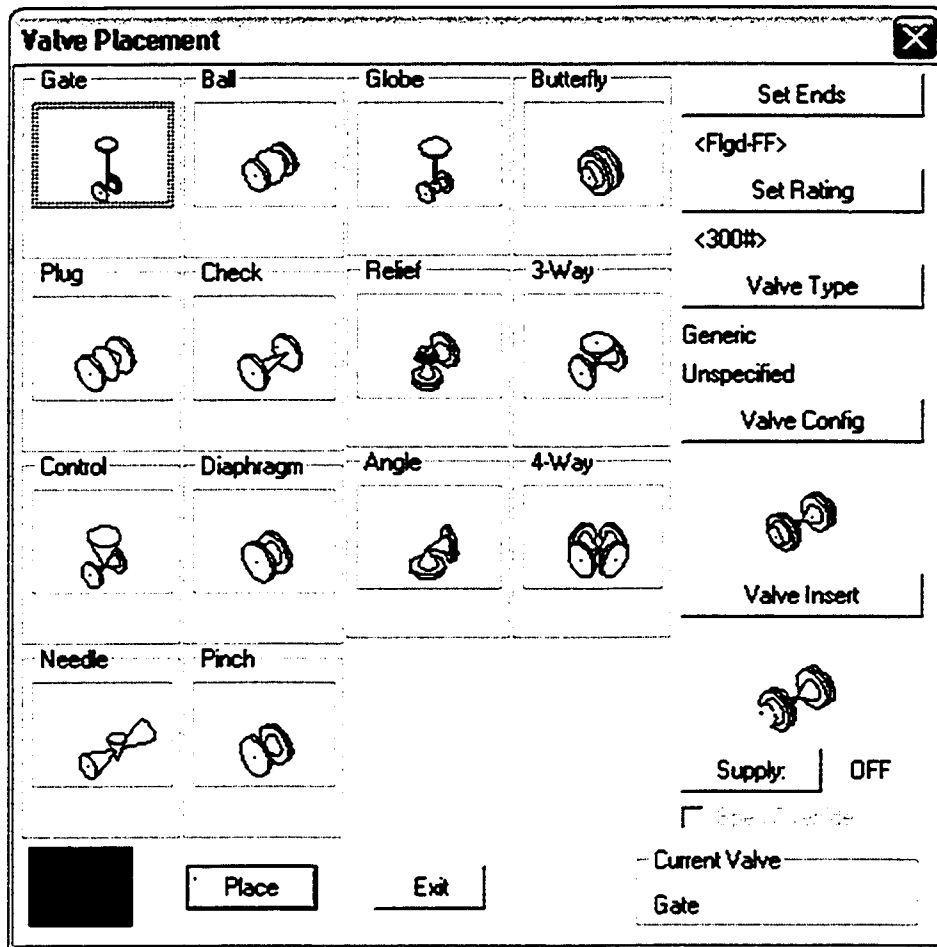 Valve Placement
Gate
Ball
Globe
Butterfly
Set Ends
<Flgd-FF>
Set Rating
<300#>
Plug
Check
Relief
3-Way
Valve Type
Generic
Unspecified
Valve Config
Control
Diaphragm
Angle
4-Way
Valve Insert
Needle
Pinch
Supply:
OFF
Place
Exit
Current Valve
Gate